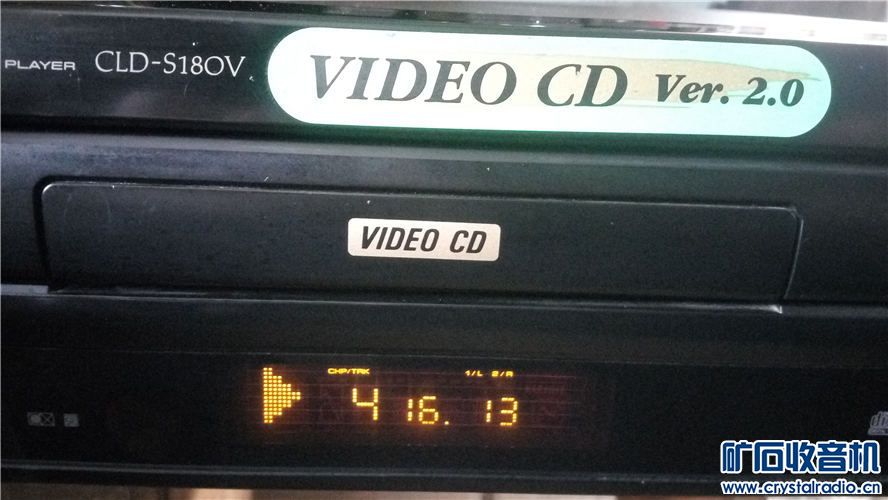 PLAYER CLD-S180V
VIDEO CD Ver. 2.0
VIDEO CD
CHP/TRK 1/L 2/R
4 16. 13
矿石收音机
www.crystalradio.cn